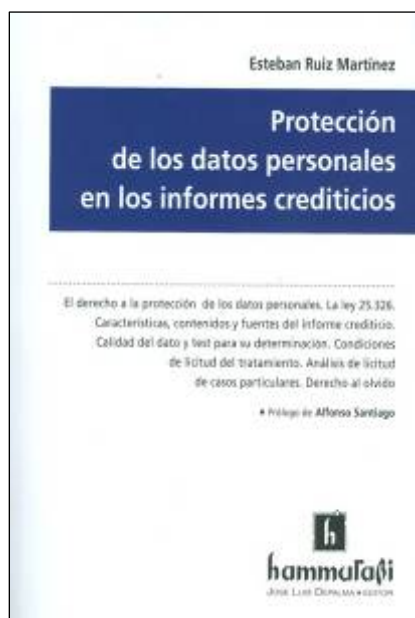 Esteban Ruiz Martínez
Protección
de los datos personales
en los informes crediticios
El derecho a la protección de los datos personales. La ley 25.326.
Características, contenidos y fuentes del informe crediticio.
Calidad del dato y test para su determinación. Condiciones
de licitud del tratamiento. Análisis de licitud
de casos particulares. Derecho al olvido
• Prólogo de Alfonso Santiago
h
hammurabi
JOSE LUIS DEPALMA • EDITOR